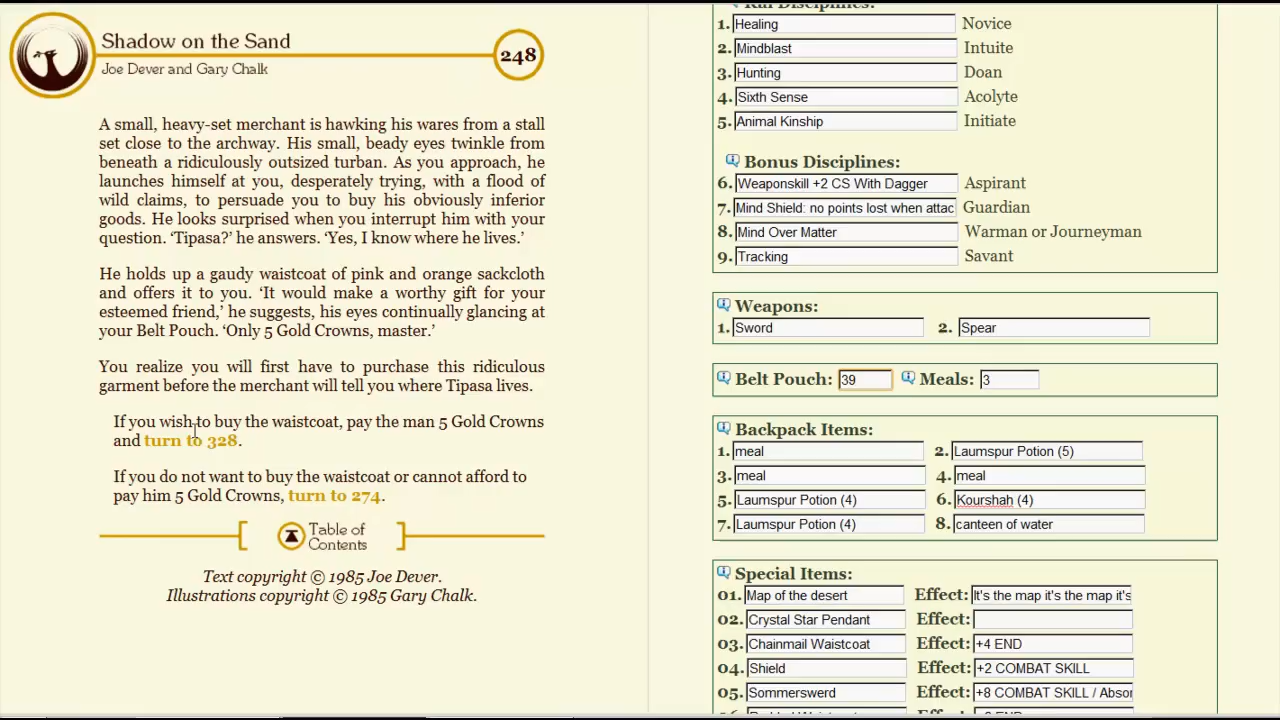 Shadow on the Sand
Joe Dever and Gary Chalk
248
A small, heavy-set merchant is hawking his wares from a stall
set close to the archway. His small, beady eyes twinkle from
beneath a ridiculously outsized turban. As you approach, he
launches himself at you, desperately trying, with a flood of
wild claims, to persuade you to buy his obviously inferior
goods. He looks surprised when you interrupt him with your
question. ‘Tipasa?’ he answers. ‘Yes, I know where he lives.’
He holds up a gaudy waistcoat of pink and orange sackcloth
and offers it to you. ‘It would make a worthy gift for your
esteemed friend,’ he suggests, his eyes continually glancing at
your Belt Pouch. ‘Only 5 Gold Crowns, master.’
You realize you will first have to purchase this ridiculous
garment before the merchant will tell you where Tipasa lives.
If you wish to buy the waistcoat, pay the man 5 Gold Crowns
and turn to 328.
If you do not want to buy the waistcoat or cannot afford to
pay him 5 Gold Crowns, turn to 274.
Table of
Contents
Text copyright © 1985 Joe Dever.
Illustrations copyright © 1985 Gary Chalk.
Kai Disciplines:
1. Healing Novice
2. Mindblast Intuite
3. Hunting Doan
4. Sixth Sense Acolyte
5. Animal Kinship Initiate
Bonus Disciplines:
6. Weaponskill +2 CS With Dagger Aspirant
7. Mind Shield: no points lost when attac Guardian
8. Mind Over Matter Warman or Journeyman
9. Tracking Savant
Weapons:
1. Sword 2. Spear
Belt Pouch: 39 Meals: 3
Backpack Items:
1. meal 2. Laumspur Potion (5)
3. meal 4. meal
5. Laumspur Potion (4) 6. Kourshah (4)
7. Laumspur Potion (4) 8. canteen of water
Special Items:
01. Map of the desert Effect: It's the map it's the map it's
02. Crystal Star Pendant Effect:
03. Chainmail Waistcoat Effect: +4 END
04. Shield Effect: +2 COMBAT SKILL
05. Sommerswerd Effect: +8 COMBAT SKILL / Absor